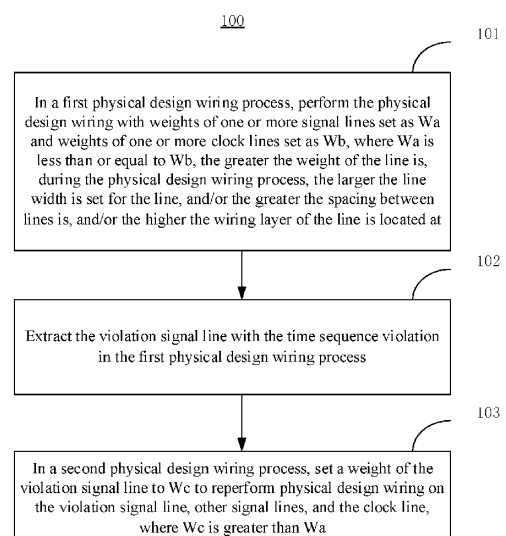 100
101
In a first physical design wiring process, perform the physical
design wiring with weights of one or more signal lines set as Wa
and weights of one or more clock lines set as Wb, where Wa is
less than or equal to Wb, the greater the weight of the line is,
during the physical design wiring process, the larger the line
width is set for the line, and/or the greater the spacing between
lines is, and/or the higher the wiring layer of the line is located at
102
Extract the violation signal line with the time sequence violation
in the first physical design wiring process
103
In a second physical design wiring process, set a weight of the
violation signal line to Wc to reperform physical design wiring on
the violation signal line, other signal lines, and the clock line,
where Wc is greater than Wa